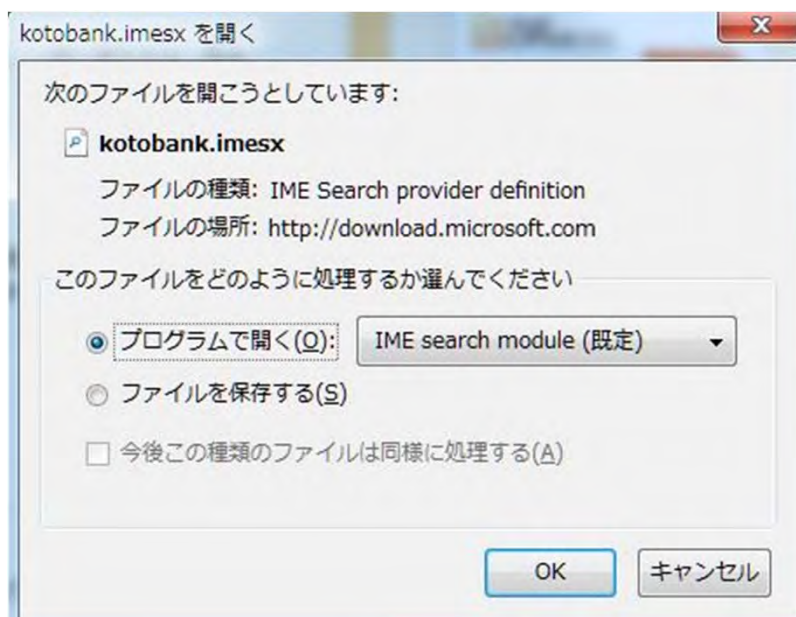 kotobank.imesx を開く
次のファイルを開こうとしています:
kotobank.imesx
ファイルの種類: IME Search provider definition
ファイルの場所: http://download.microsoft.com
このファイルをどのように処理するか選んでください
プログラムで開く(O): IME search module (既定)
ファイルを保存する(S)
今後この種類のファイルは同様に処理する(A)
OK キャンセル